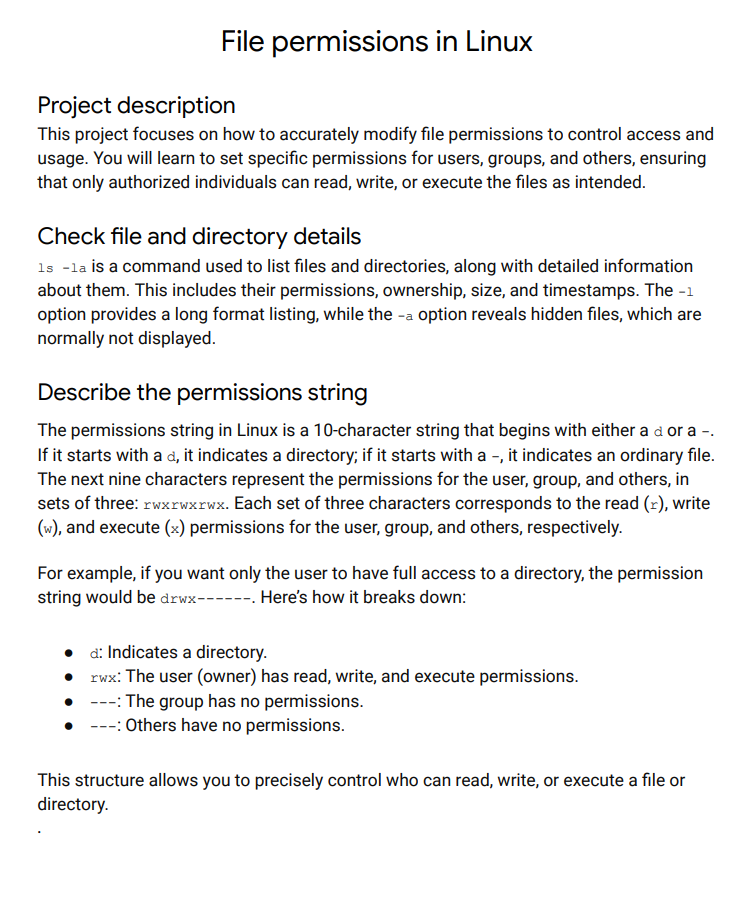 File permissions in Linux
Project description
This project focuses on how to accurately modify file permissions to control access and
usage. You will learn to set specific permissions for users, groups, and others, ensuring
that only authorized individuals can read, write, or execute the files as intended.
Check file and directory details
ls -la is a command used to list files and directories, along with detailed information
about them. This includes their permissions, ownership, size, and timestamps. The -l
option provides a long format listing, while the -a option reveals hidden files, which are
normally not displayed.
Describe the permissions string
The permissions string in Linux is a 10-character string that begins with either a d or a -.
If it starts with a d, it indicates a directory; if it starts with a -, it indicates an ordinary file.
The next nine characters represent the permissions for the user, group, and others, in
sets of three: rwxrwxrwx. Each set of three characters corresponds to the read (r), write
(w), and execute (x) permissions for the user, group, and others, respectively.
For example, if you want only the user to have full access to a directory, the permission
string would be drwx------. Here’s how it breaks down:
● d: Indicates a directory.
● rwx: The user (owner) has read, write, and execute permissions.
● ---: The group has no permissions.
● ---: Others have no permissions.
This structure allows you to precisely control who can read, write, or execute a file or
directory.
.